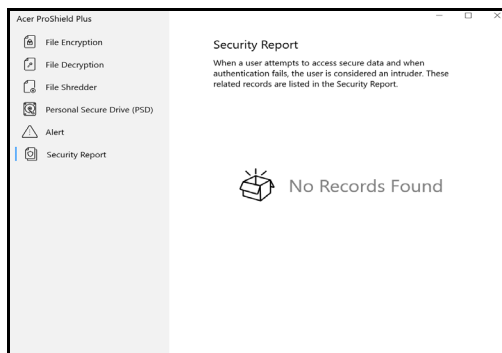 Acer ProShield Plus
File Encryption
File Decryption
File Shredder
Personal Secure Drive (PSD)
Alert
Security Report
Security Report
When a user attempts to access secure data and when
authentication fails, the user is considered an intruder. These
related records are listed in the Security Report.
No Records Found